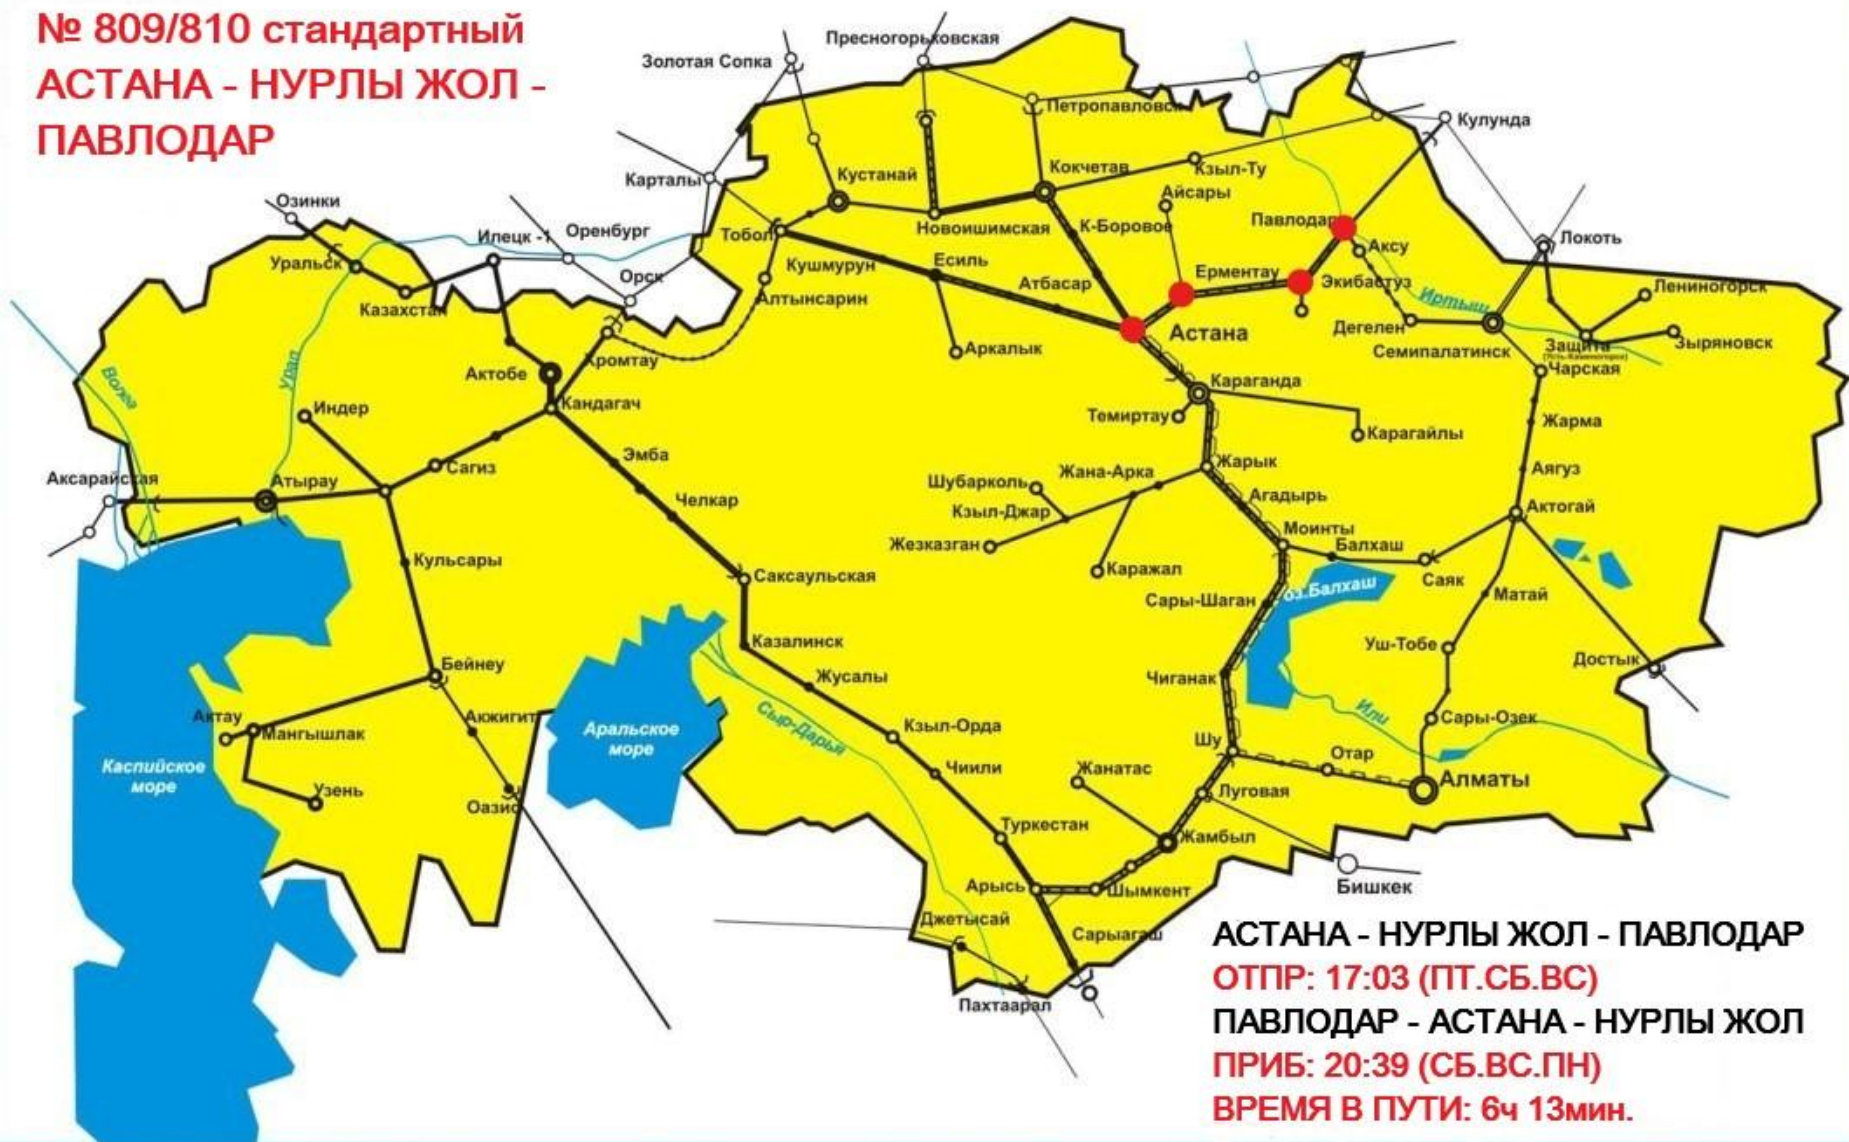 № 809/810 стандартный
АСТАНА - НУРЛЫ ЖОЛ -
ПАВЛОДАР
Пресногорьковская
Золотая Сопка
Петропавловск
Кулунда
Карталы
Кустанай
Кокчетав
Кзыл-Ту
Айсары
Озинки
Илецк -1
Оренбург
Тобол
Новоишимская
К-Боровое
Павлодар
Аксу
Локоть
Уральск
Орск
Кушмурун
Есиль
Атбасар
Ерментау
Экибастуз
Иртыш
Лениногорск
Казахстан
Алтынсарин
Астана
Дегелен
Семипалатинск
Защита
(Усть-Каменогорск)
Зыряновск
Волга
Урал
Хромтау
Аркалык
Чарская
Актобе
Караганда
Индер
Кандагач
Темиртау
Карагайлы
Жарма
Аксарайская
Атырау
Сагиз
Эмба
Челкар
Шубарколь
Жана-Арка
Жарык
Аягуз
Кзыл-Джар
Агадырь
Актогай
Жезказган
Моинты
Балхаш
Кульсары
Саксаульская
Каражал
Саяк
Сары-Шаган
оз.Балхаш
Матай
Казалинск
Уш-Тобе
Бейнеу
Жусалы
Чиганак
Достык
Актау
Мангышлак
Акжигит
Аральское
море
Сыр-Дарья
Кзыл-Орда
Или
Сары-Озек
Каспийское
море
Узень
Оазис
Чиили
Жанатас
Шу
Отар
Алматы
Луговая
Туркестан
Жамбыл
Арысь
Шымкент
Бишкек
Джетысай
Сарыагаш
Пахтаарал
АСТАНА - НУРЛЫ ЖОЛ - ПАВЛОДАР
ОТПР: 17:03 (ПТ.СБ.ВС)
ПАВЛОДАР - АСТАНА - НУРЛЫ ЖОЛ
ПРИБ: 20:39 (СБ.ВС.ПН)
ВРЕМЯ В ПУТИ: 6ч 13мин.